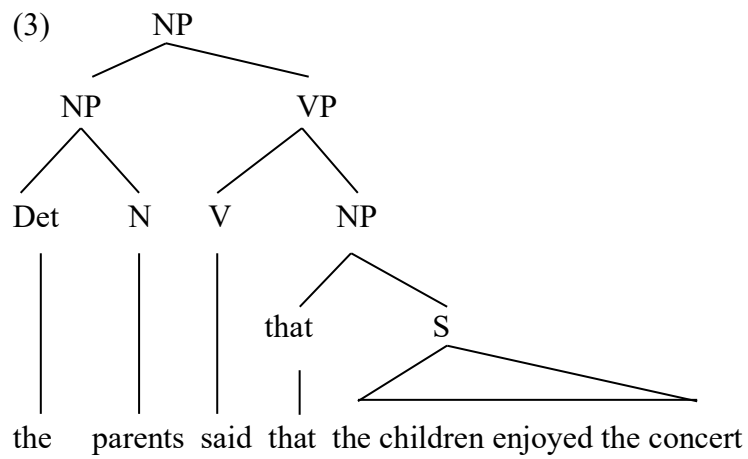 (3) NP
NP VP
Det N V NP
that S
the parents said that the children enjoyed the concert